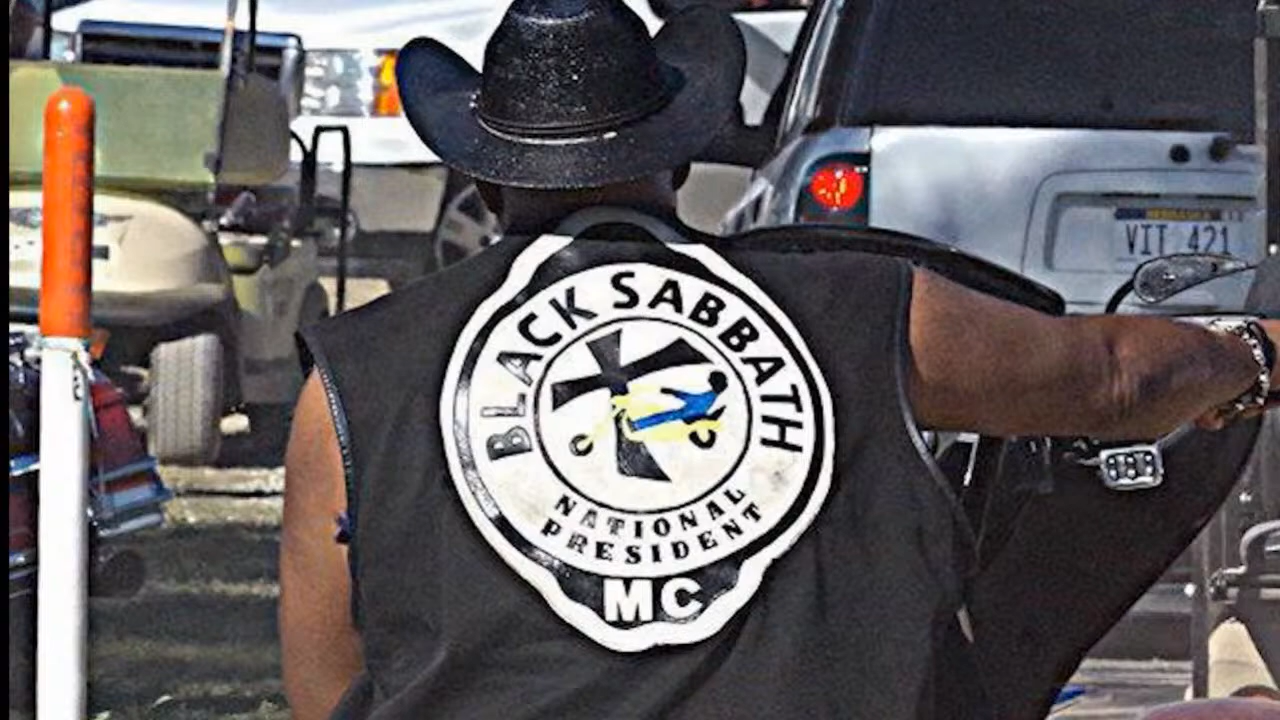 BLACK SABBATH
NATIONAL
PRESIDENT
MC
VIT 421